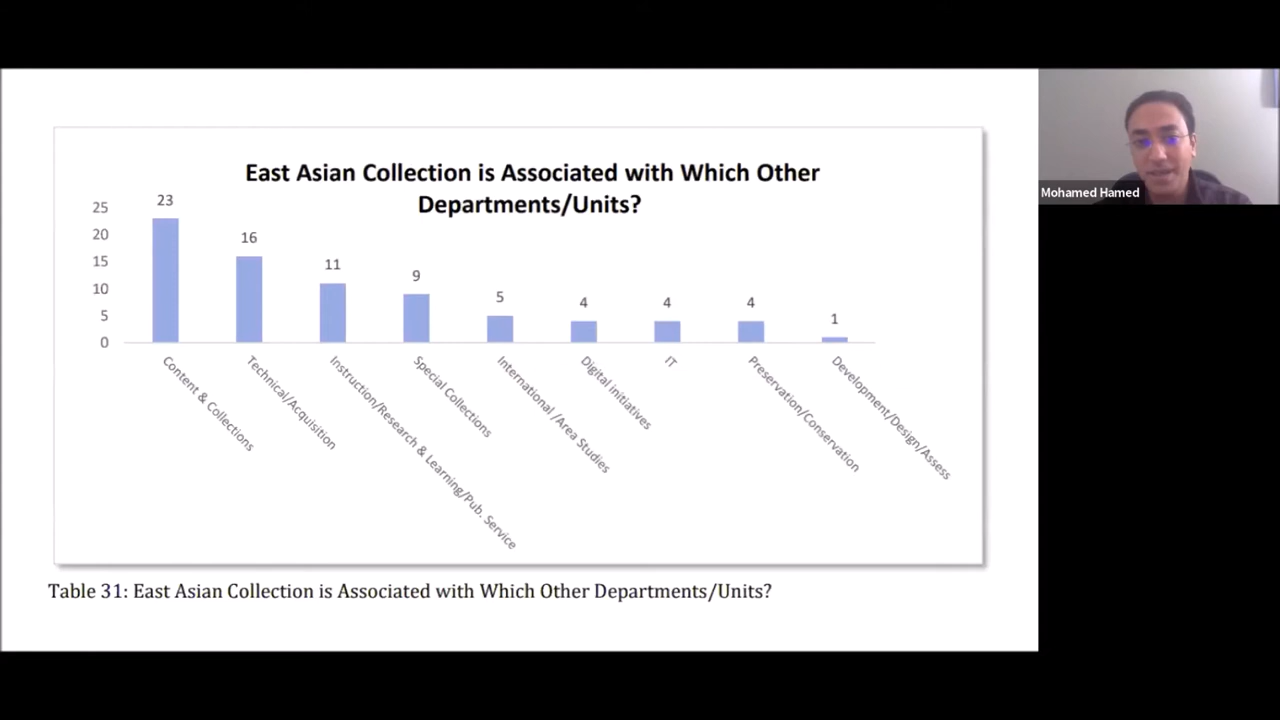 East Asian Collection is Associated with Which Other
Departments/Units?
25
20
15
10
5
0
23
16
11
9
5
4
4
4
1
Content & Collections
Technical/Acquisition
Instruction/Research & Learning/Pub. Service
Special Collections
International /Area Studies
Digital initiatives
IT
Preservation/Conservation
Development/Design/Assess
Table 31: East Asian Collection is Associated with Which Other Departments/Units?
Mohamed Hamed